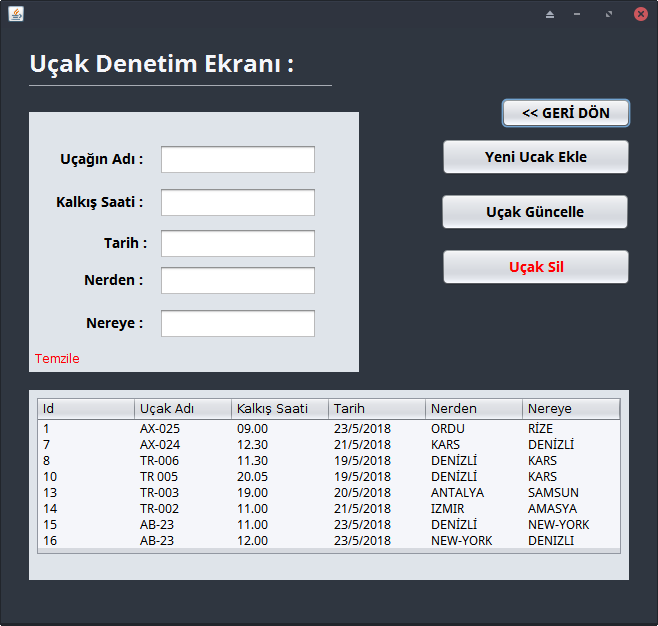 Uçak Denetim Ekranı :
<< GERİ DÖN
Uçağın Adı :
Kalkış Saati :
Tarih :
Nerden :
Nereye :
Temzile
Yeni Ucak Ekle
Uçak Güncelle
Uçak Sil
Id Uçak Adı Kalkış Saati Tarih Nerden Nereye
1 AX-025 09.00 23/5/2018 ORDU RİZE
7 AX-024 12.30 21/5/2018 KARS DENİZLİ
8 TR-006 11.30 19/5/2018 DENİZLİ KARS
10 TR 005 20.05 19/5/2018 DENİZLİ KARS
13 TR-003 19.00 20/5/2018 ANTALYA SAMSUN
14 TR-002 11.00 21/5/2018 IZMIR AMASYA
15 AB-23 11.00 23/5/2018 DENİZLİ NEW-YORK
16 AB-23 12.00 23/5/2018 NEW-YORK DENIZLI